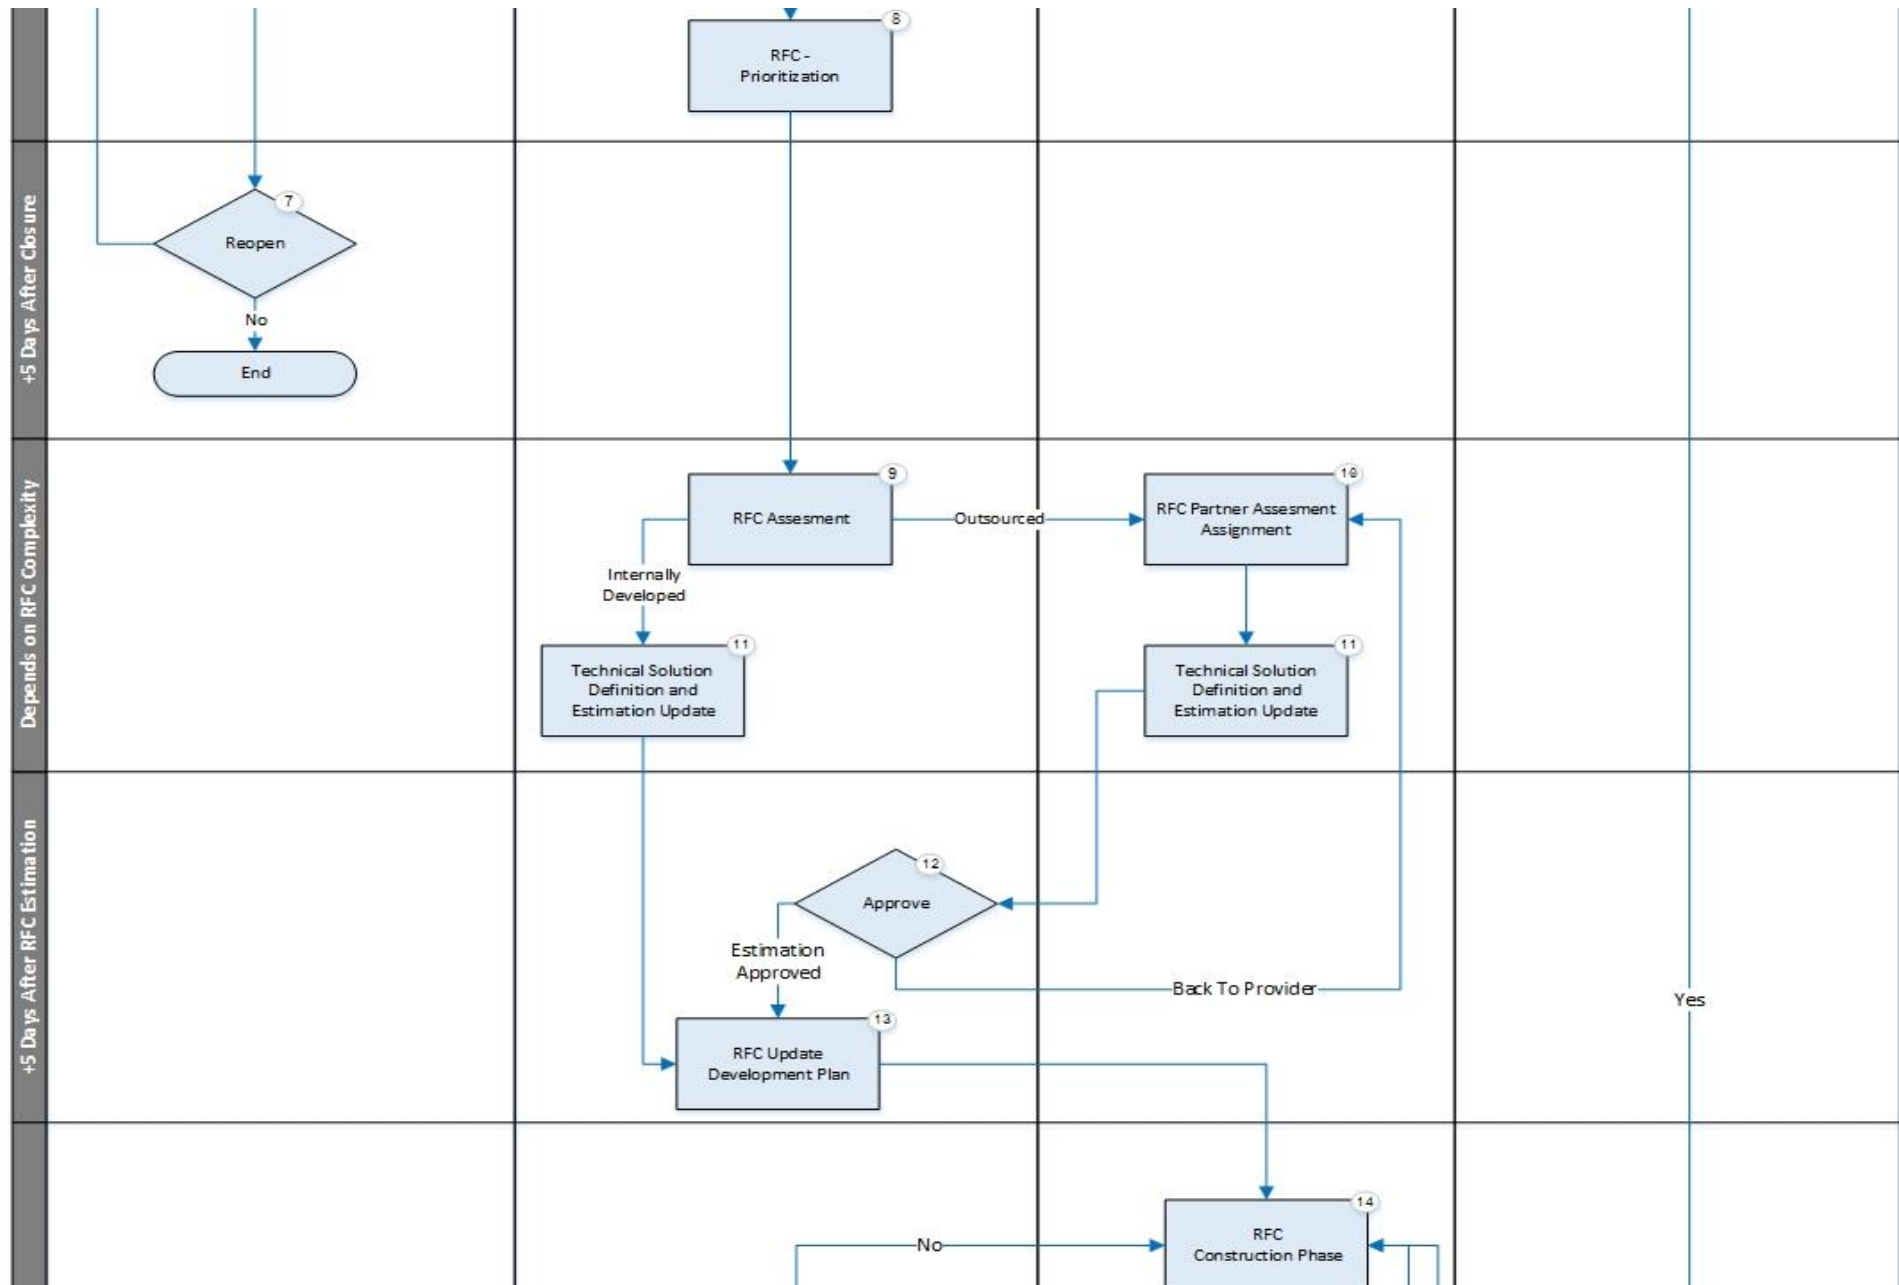 8
RFC -
Prioritization
+5 Days After Closure
7
Reopen
No
End
Depends on RFC Complexity
9
RFC Assesment
Outsourced
10
RFC Partner Assesment
Assignment
Internally
Developed
11
Technical Solution
Definition and
Estimation Update
11
Technical Solution
Definition and
Estimation Update
+5 Days After RFC Estimation
12
Approve
Estimation
Approved
Back To Provider
Yes
13
RFC Update
Development Plan
14
RFC
Construction Phase
No